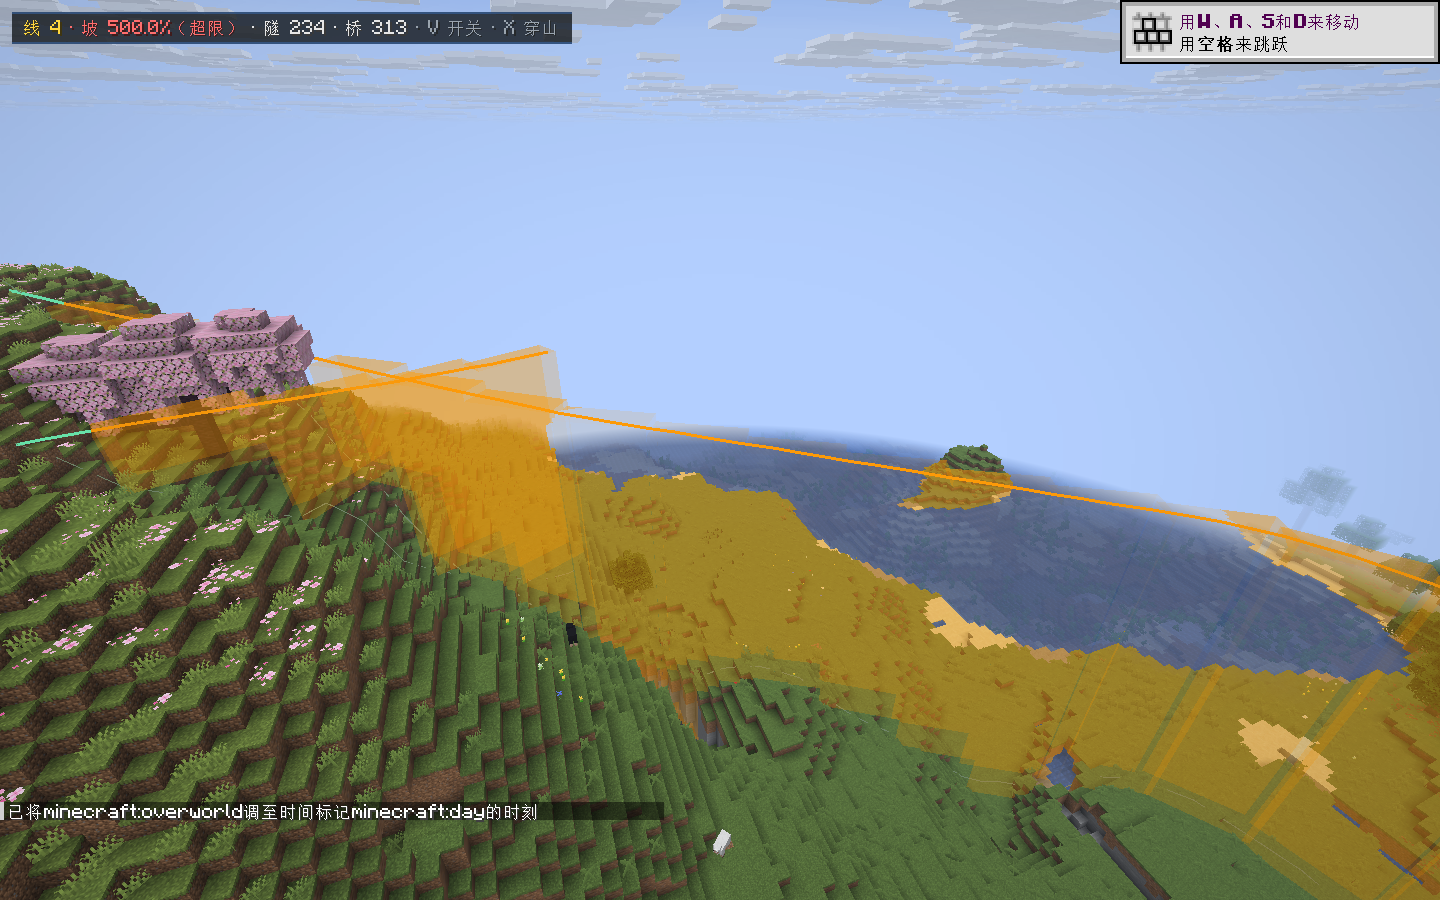 线 4 · 坡 500.0%（超限） · 隧 234 · 桥 313 · V 开关 · X 穿山
用W、A、S和D来移动
用空格来跳跃
已将minecraft:overworld调至时间标记minecraft:day的时刻